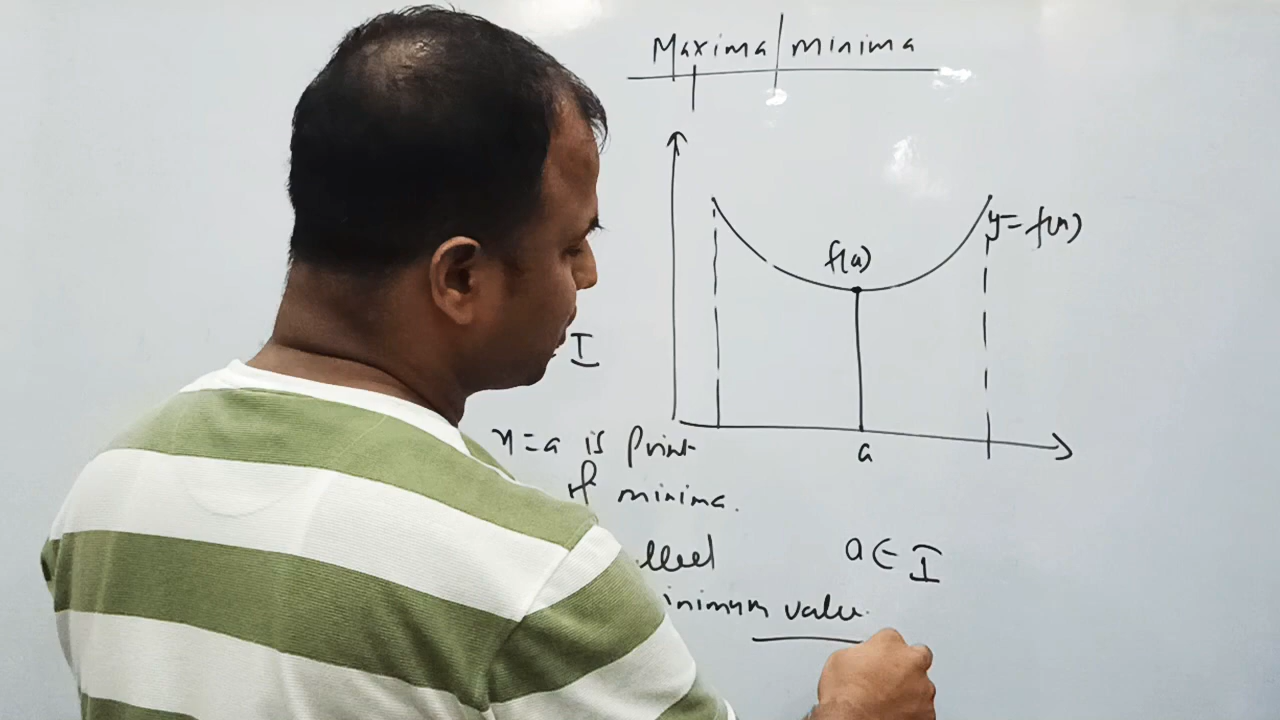 Maxima | minima
y = f(x)
f(a)
I
a
x = a is Point
of minima.
a ∈ I
minimum value.